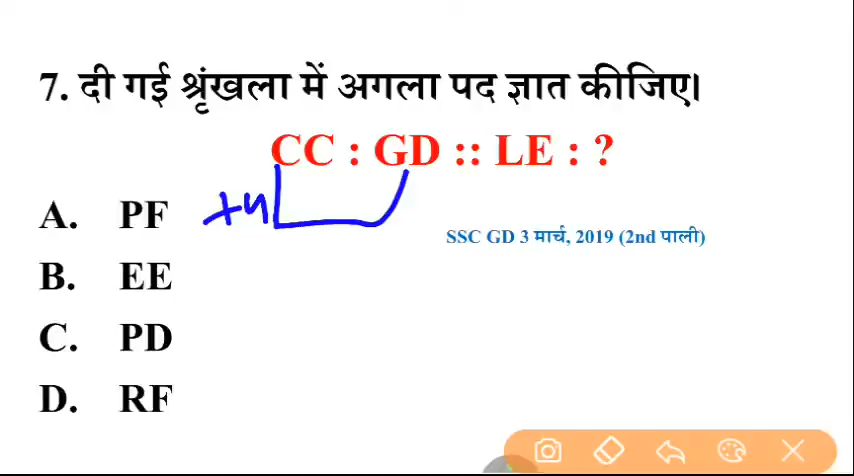 7. दी गई श्रृंखला में अगला पद ज्ञात कीजिए।
CC : GD :: LE : ?
A. PF
+4
SSC GD 3 मार्च, 2019 (2nd पाली)
B. EE
C. PD
D. RF